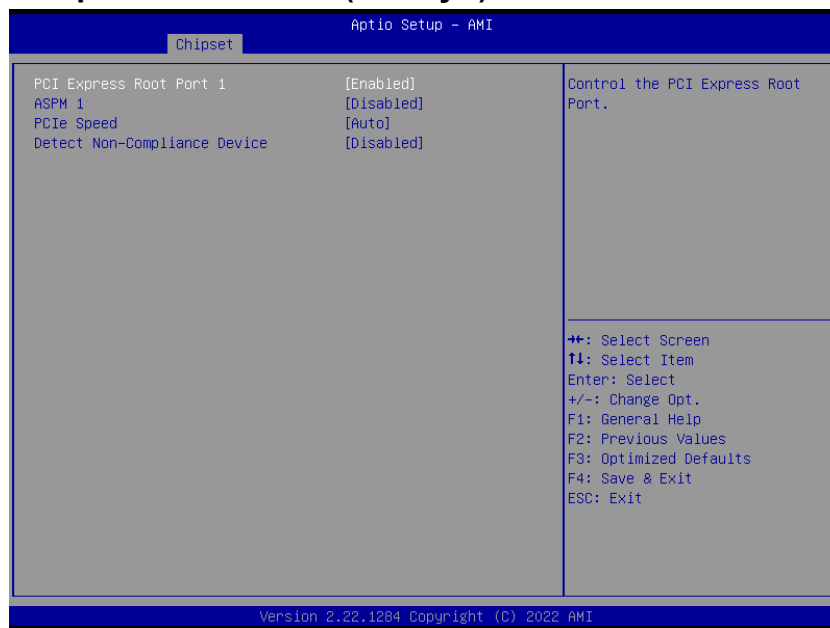 Aptio Setup – AMI
Chipset
PCI Express Root Port 1 [Enabled]
ASPM 1 [Disabled]
PCIe Speed [Auto]
Detect Non-Compliance Device [Disabled]
Control the PCI Express Root
Port.
→←: Select Screen
↑↓: Select Item
Enter: Select
+/-: Change Opt.
F1: General Help
F2: Previous Values
F3: Optimized Defaults
F4: Save & Exit
ESC: Exit
Version 2.22.1284 Copyright (C) 2022 AMI